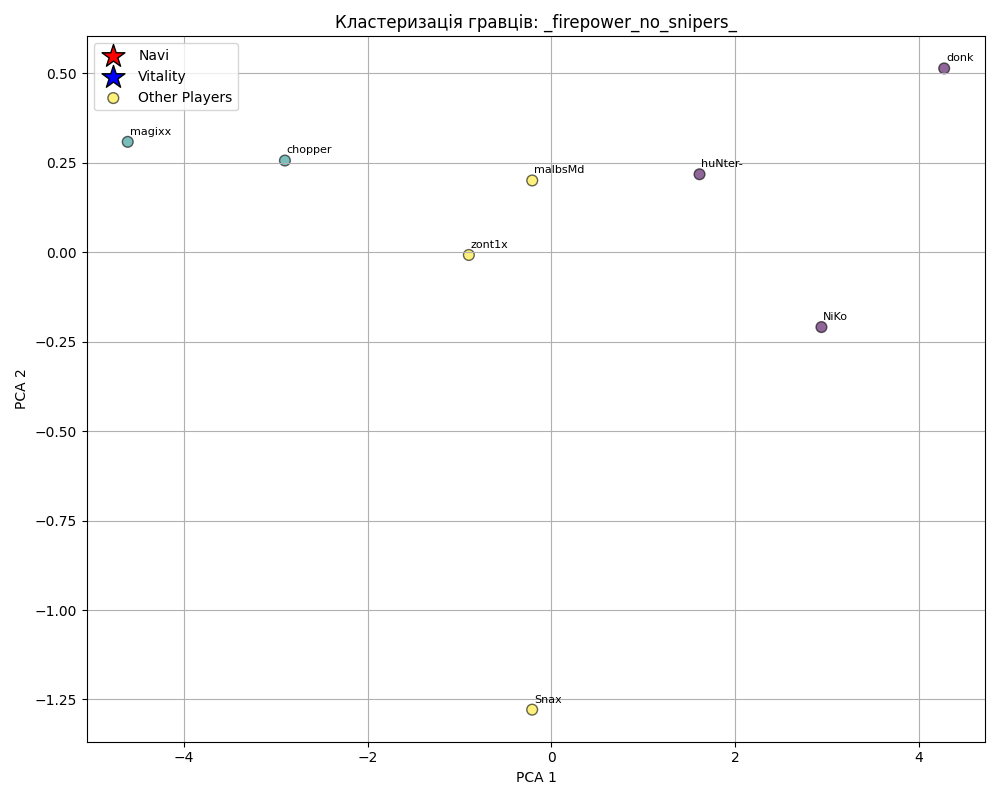 Кластеризація гравців: _firepower_no_snipers_
Navi
Vitality
Other Players
donk
magixx
chopper
malbsMd
huNter-
zont1x
NiKo
Snax
0.50
0.25
0.00
−0.25
−0.50
−0.75
−1.00
−1.25
PCA 2
−4
−2
0
2
4
PCA 1